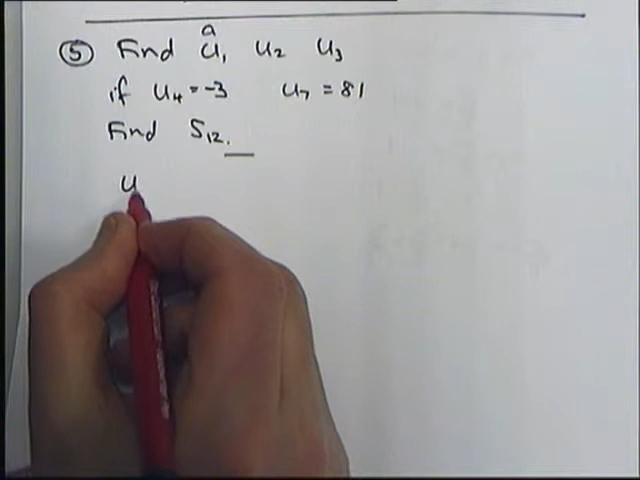 ⑤ Find u₁ u₂ u₃
a
if u₄ = -3 u₇ = 81
Find S₁₂.
u